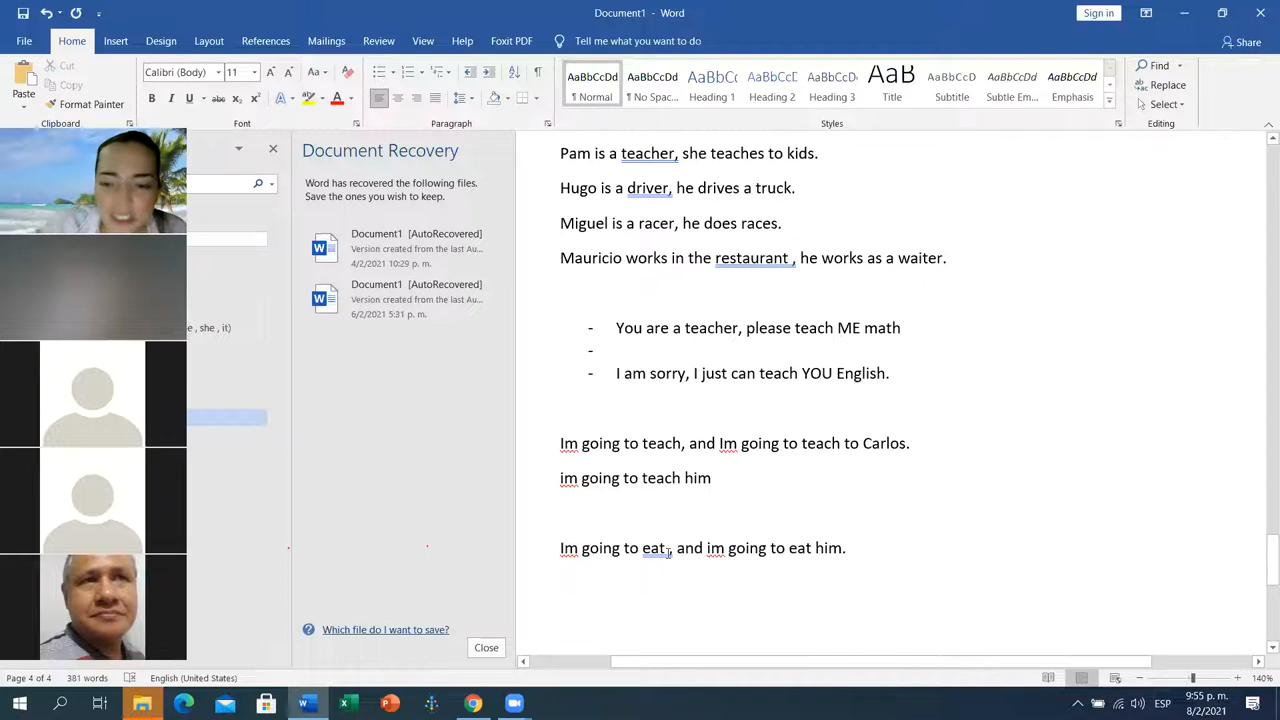 Document1 - Word
Sign in
File Home Insert Draw Design Layout References Mailings Review View Help Foxit PDF Tell me what you want to do Share
Paste
Cut
Copy
Format Painter
Clipboard
Calibri (Body) 11
Font
Paragraph
AaBbCcDd AaBbCcDd AaBbC AaBbCcD AaBbCcD AaB AaBbCcD AaBbCcDd AaBbCcDd
¶ Normal ¶ No Spac... Heading 1 Heading 2 Heading 3 Title Subtitle Subtle Em... Emphasis
Styles
Find
Replace
Select
Editing
e , she , it)
Document Recovery
Word has recovered the following files.
Save the ones you wish to keep.
Document1 [AutoRecovered]
Version created from the last Au...
4/2/2021 10:29 p. m.
Document1 [AutoRecovered]
Version created from the last Au...
6/2/2021 5:31 p. m.
Which file do I want to save?
Close
Pam is a teacher, she teaches to kids.
Hugo is a driver, he drives a truck.
Miguel is a racer, he does races.
Mauricio works in the restaurant , he works as a waiter.
- You are a teacher, please teach ME math
-
- I am sorry, I just can teach YOU English.
Im going to teach, and Im going to teach to Carlos.
im going to teach him
Im going to eat, and im going to eat him.
Page 4 of 4 381 words English (United States) 140%
ESP 9:55 p. m.
8/2/2021